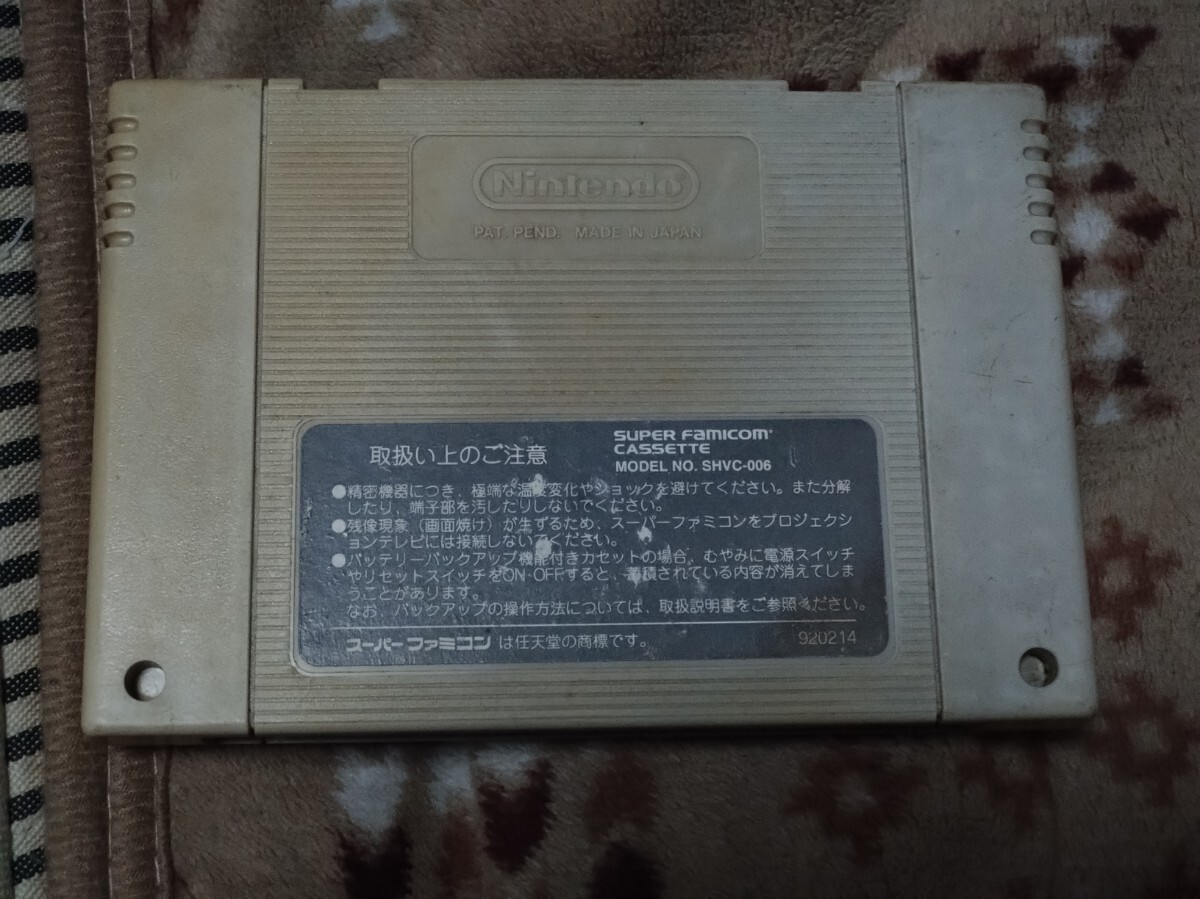 Nintendo
PAT. PEND. MADE IN JAPAN
取扱い上のご注意
SUPER FAMICOM
CASSETTE
MODEL NO. SHVC-006
●精密機器につき、極端な温度変化やショックを避けてください。また分解
したり、端子部を汚したりしないでください。
●残像現象（画面焼け）が生ずるため、スーパーファミコンをプロジェクシ
ョンテレビには接続しないでください。
●バッテリーバックアップ機能付きカセットの場合、むやみに電源スイッチ
やリセットスイッチをON・OFFすると、蓄積されている内容が消えてしま
うことがあります。
なお、バックアップの操作方法については、取扱説明書をご参照ください。
スーパーファミコン は任天堂の商標です。
920214